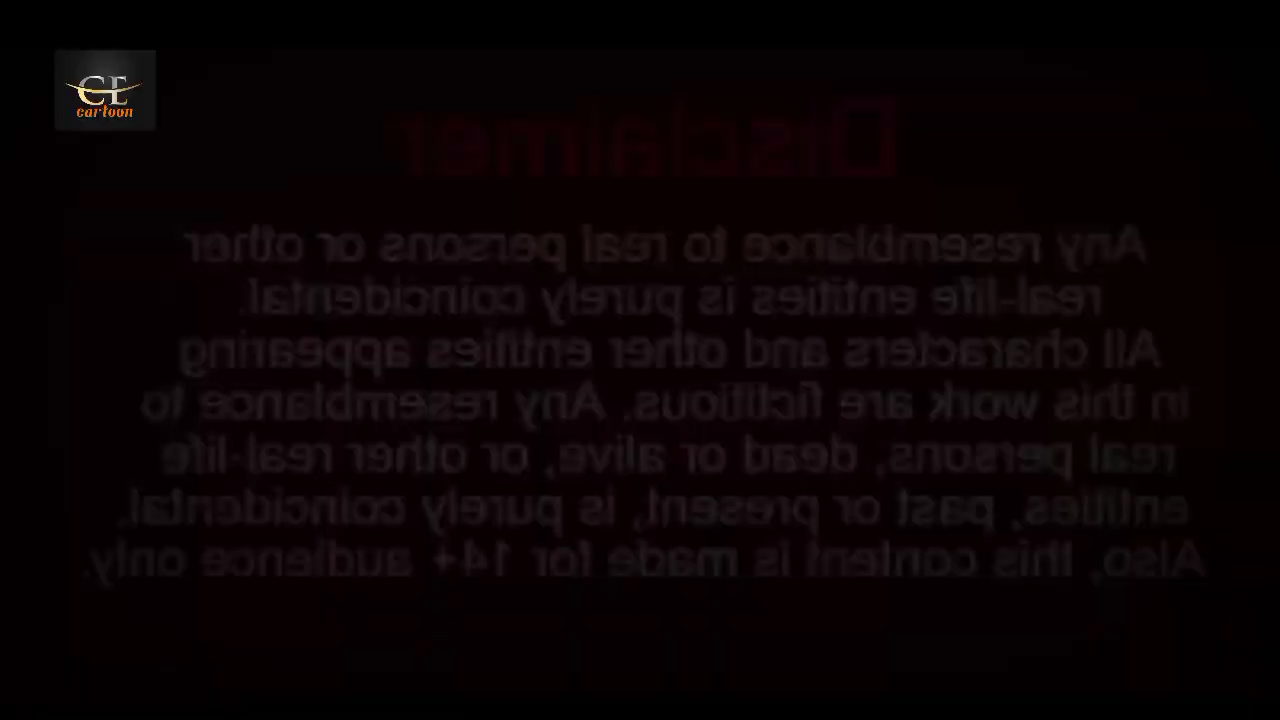 CE
cartoon
Disclaimer
Any resemblance to real persons or other
real-life entities is purely coincidental.
All characters and other entities appearing
in this work are fictitious. Any resemblance to
real persons, dead or alive, or other real-life
entities, past or present, is purely coincidental.
Also, this content is made for 14+ audience only.